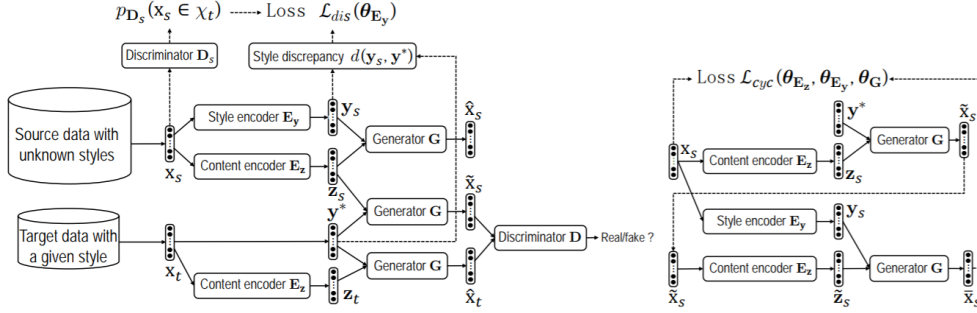 p_{D_s}(x_s ∈ χ_t)
Loss 𝓛_dis(θ_{E_y})
Discriminator D_s
Style discrepancy d(y_s, y*)
Source data with
unknown styles
x_s
Style encoder E_y
Content encoder E_z
y_s
z_s
Generator G
x̂_s
y*
Generator G
x̃_s
Target data with
a given style
x_t
Content encoder E_z
z_t
Generator G
x̂_t
Discriminator D
Real/fake ?
Loss 𝓛_cyc(θ_{E_z}, θ_{E_y}, θ_G)
x_s
Content encoder E_z
y*
z_s
Generator G
x̃_s
Style encoder E_y
y_s
x̃_s
Content encoder E_z
z̃_s
Generator G
x̄_s